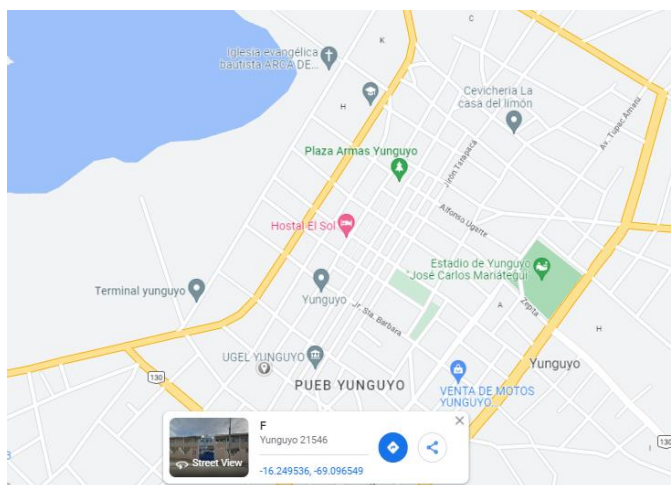 C
K
Iglesia evangélica
bautista ARCA DE...
H
Cevicheria La
casa del limón
Av. Tupac Amaru
Plaza Armas Yunguyo
Jirón Tarapacá
Alfonso Ugarte
Hostal El Sol
Estadio de Yunguyo
"José Carlos Mariátegui"
Terminal yunguyo
Yunguyo
Jr. Sta. Barbara
A
Zepita
H
UGEL YUNGUYO
Yunguyo
130
PUEB YUNGUYO
VENTA DE MOTOS
YUNGUYO...
F
Yunguyo 21546
Street View
-16.249536, -69.096549
I
130